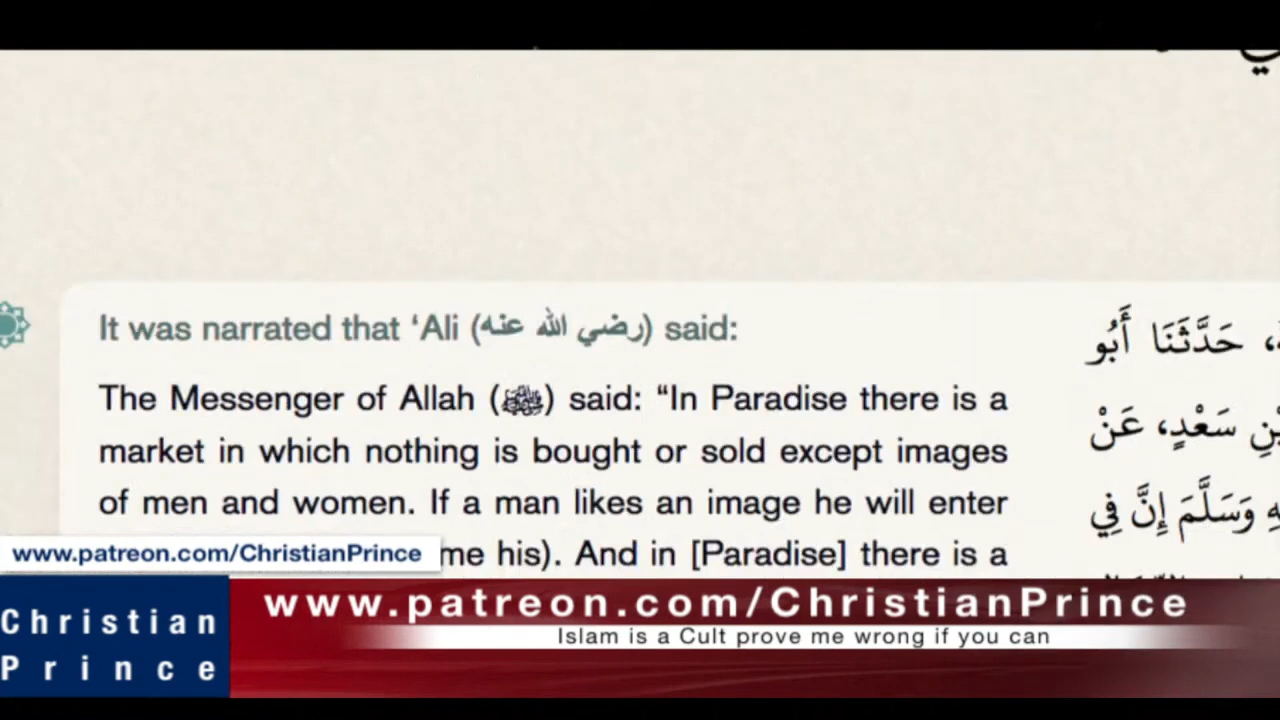 It was narrated that ‘Ali (رضي الله عنه) said:
The Messenger of Allah (ﷺ) said: “In Paradise there is a
market in which nothing is bought or sold except images
of men and women. If a man likes an image he will enter
me his). And in [Paradise] there is a
حَدَّثَنَا أَبُو
سَعْدٍ، عَنْ
وَسَلَّمَ إِنَّ فِي
www.patreon.com/ChristianPrince
Christian
Prince
www.patreon.com/ChristianPrince
Islam is a Cult prove me wrong if you can